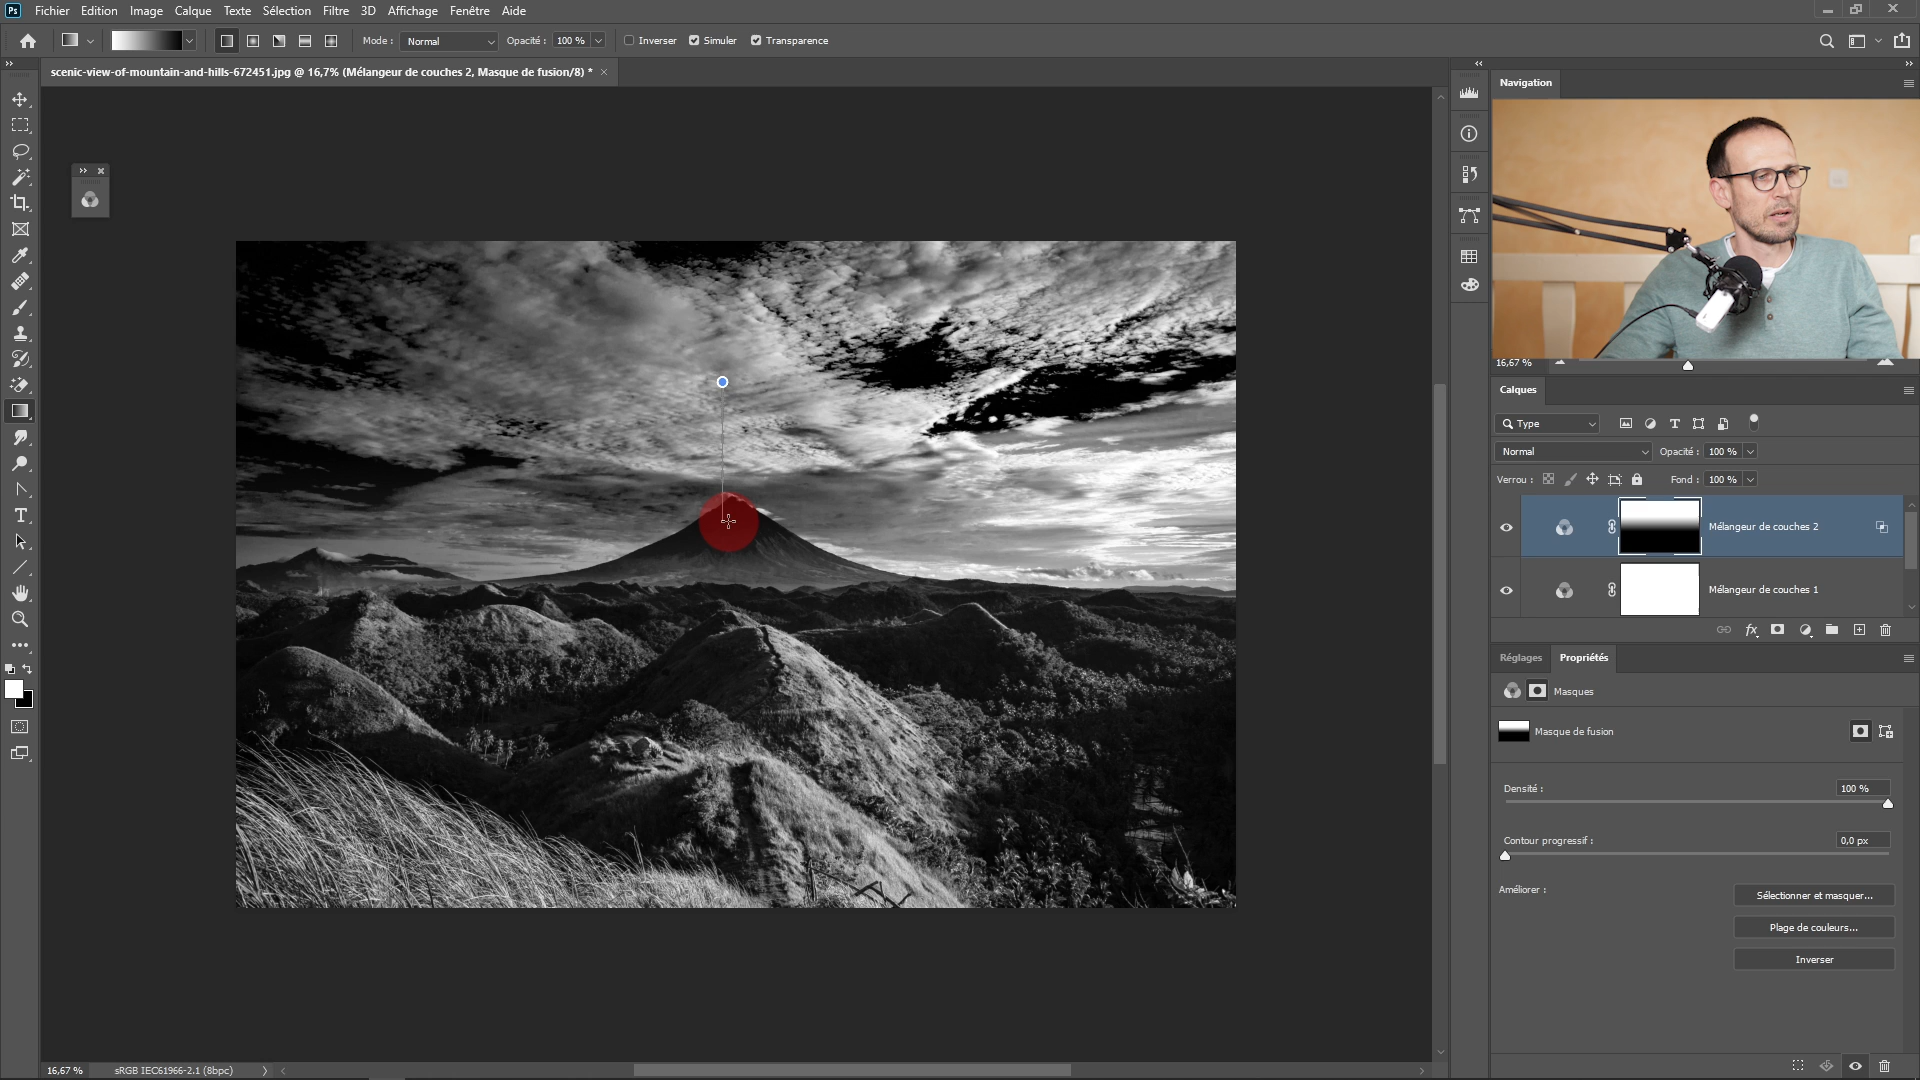 Ps Fichier Edition Image Calque Texte Sélection Filtre 3D Affichage Fenêtre Aide
Mode : Normal Opacité : 100 % Inverser Simuler Transparence
scenic-view-of-mountain-and-hills-672451.jpg @ 16,7% (Mélangeur de couches 2, Masque de fusion/8) *
Navigation
16,67 %
Calques
Type
Normal Opacité : 100 %
Verrou : Fond : 100 %
Mélangeur de couches 2
Mélangeur de couches 1
fx
Réglages Propriétés
Masques
Masque de fusion
Densité : 100 %
Contour progressif : 0,0 px
Améliorer : Sélectionner et masquer...
Plage de couleurs...
Inverser
16,67 % sRGB IEC61966-2.1 (8bpc)